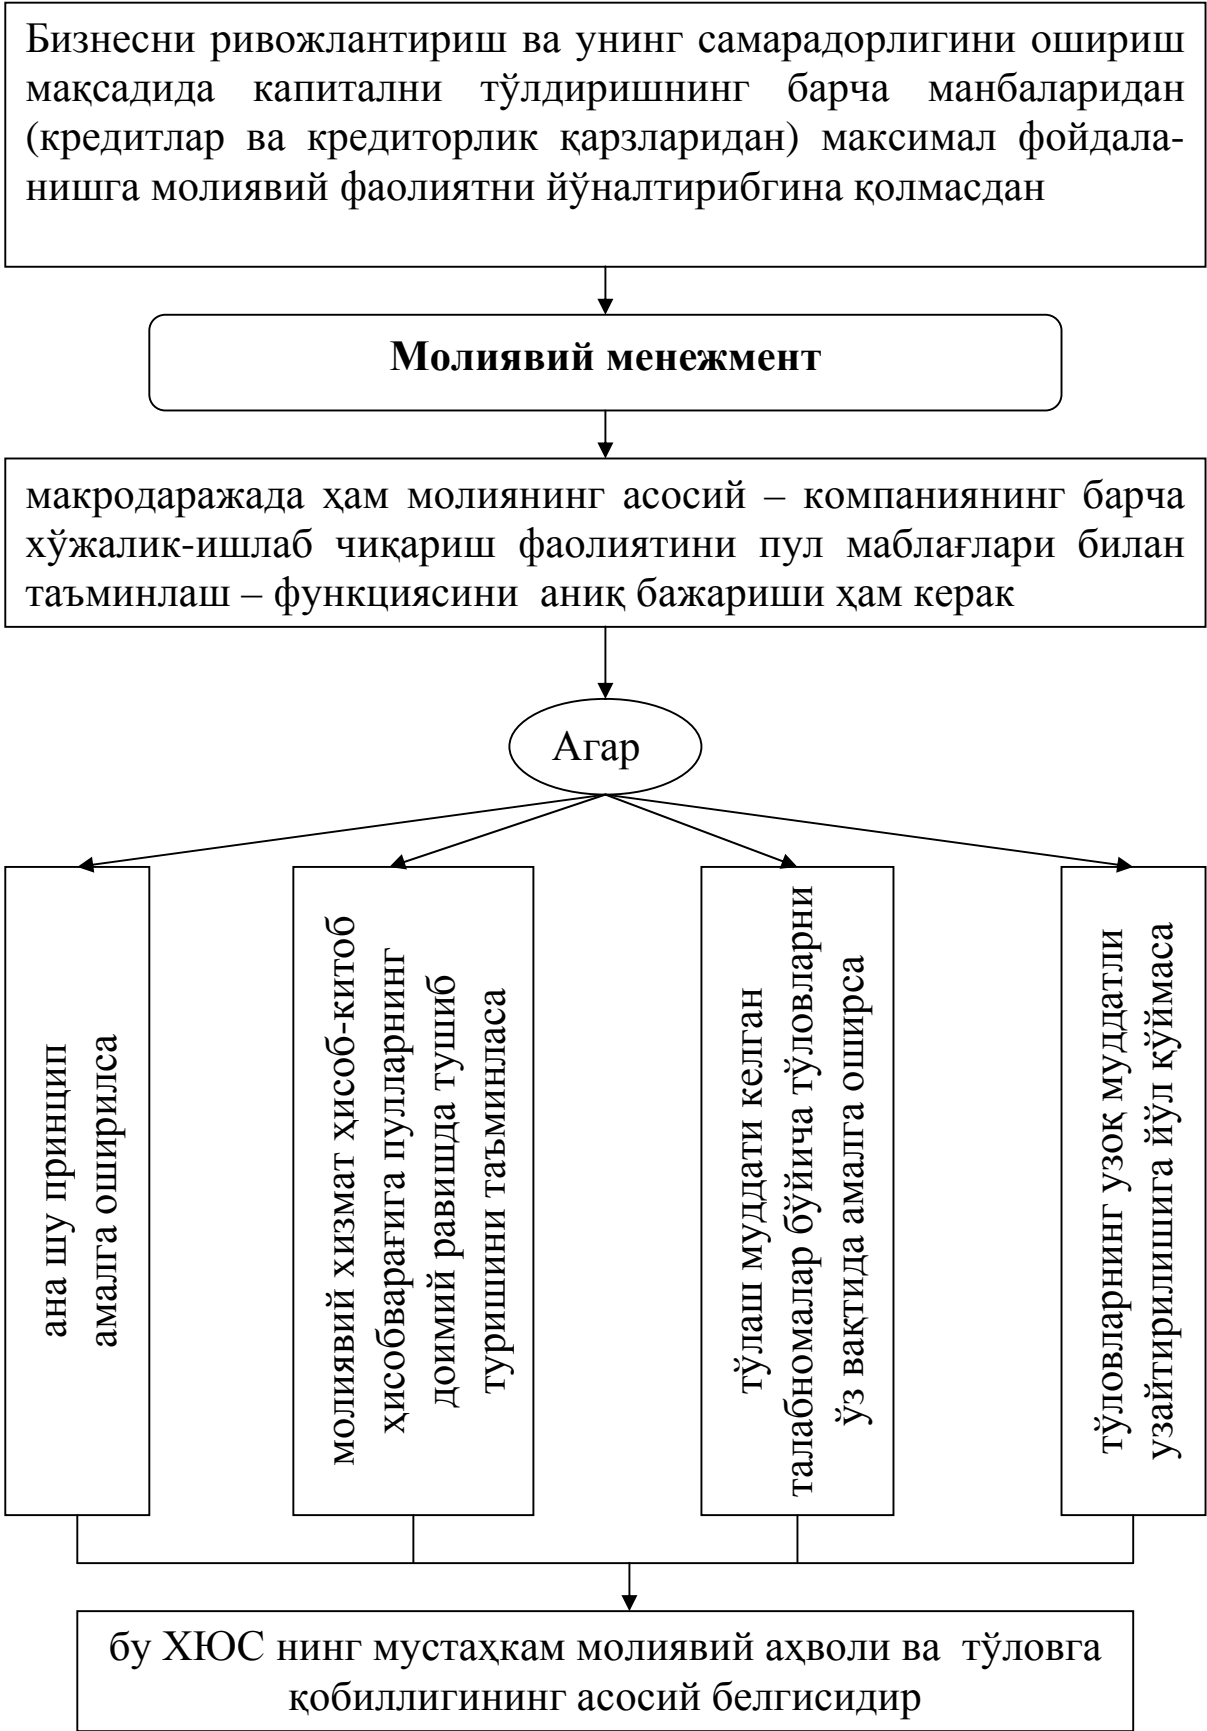 Бизнесни ривожлантириш ва унинг самарадорлигини ошириш
мақсадида капитални тўлдиришнинг барча манбаларидан
(кредитлар ва кредиторлик қарзларидан) максимал фойдала-
нишга молиявий фаолиятни йўналтирибгина қолмасдан
Молиявий менежмент
макродаражада ҳам молиянинг асосий – компаниянинг барча
хўжалик-ишлаб чиқариш фаолиятини пул маблағлари билан
таъминлаш – функциясини аниқ бажариши ҳам керак
Агар
ана шу принцип
амалга оширилса
молиявий хизмат ҳисоб-китоб
ҳисобварағига пулларнинг
доимий равишда тушиб
туришини таъминласа
тўлаш муддати келган
талабномалар бўйича тўловларни
ўз вақтида амалга оширса
тўловларнинг узоқ муддатли
узайтирилишига йўл қўймаса
бу ХЮС нинг мустаҳкам молиявий аҳволи ва тўловга
қобиллигининг асосий белгисидир